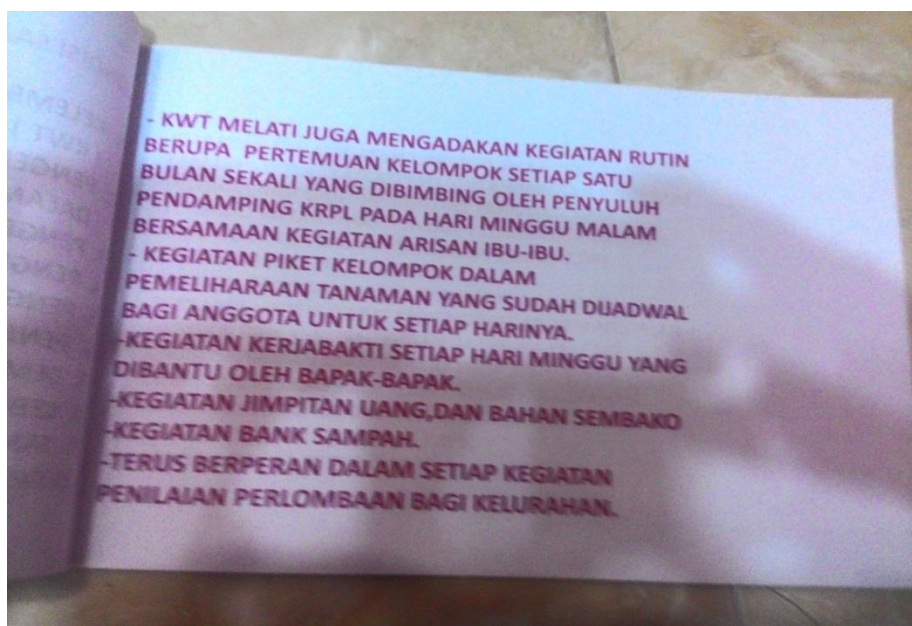 - KWT MELATI JUGA MENGADAKAN KEGIATAN RUTIN
BERUPA PERTEMUAN KELOMPOK SETIAP SATU
BULAN SEKALI YANG DIBIMBING OLEH PENYULUH
PENDAMPING KRPL PADA HARI MINGGU MALAM
BERSAMAAN KEGIATAN ARISAN IBU-IBU.
- KEGIATAN PIKET KELOMPOK DALAM
PEMELIHARAAN TANAMAN YANG SUDAH DIJADWAL
BAGI ANGGOTA UNTUK SETIAP HARINYA.
-KEGIATAN KERJABAKTI SETIAP HARI MINGGU YANG
DIBANTU OLEH BAPAK-BAPAK.
-KEGIATAN JIMPITAN UANG,DAN BAHAN SEMBAKO
-KEGIATAN BANK SAMPAH.
-TERUS BERPERAN DALAM SETIAP KEGIATAN
PENILAIAN PERLOMBAAN BAGI KELURAHAN.